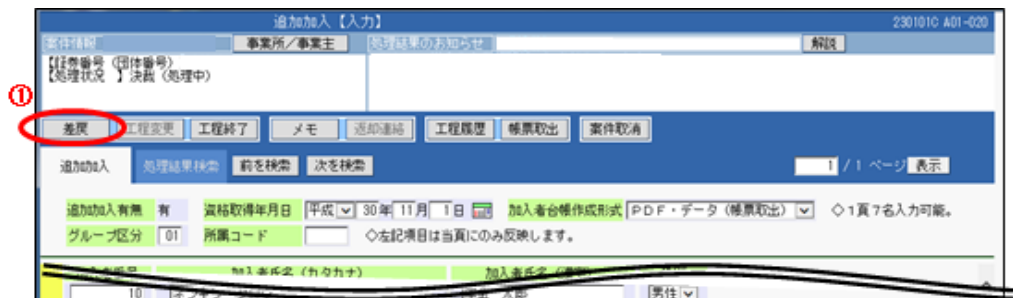 追加加入【入力】 230101C A01-020
案件情報 事業所/事業主 処理結果のお知らせ 解説
【証券番号(団体番号)
【処理状況 】決裁(処理中)
①
差戻 工程変更 工程終了 メモ 返却連絡 工程履歴 帳票取出 案件取消
追加加入 処理結果検索 前を検索 次を検索 1 / 1 ページ 表示
追加加入有無 有 資格取得年月日 平成 30年 11月 1日 加入者台帳作成形式 PDF・データ(帳票取出) ◇1頁7名入力可能。
グループ区分 01 所属コード ◇左記項目は当頁にのみ反映します。
加入者氏名(カタカナ) 加入者氏名
10 太郎 男性